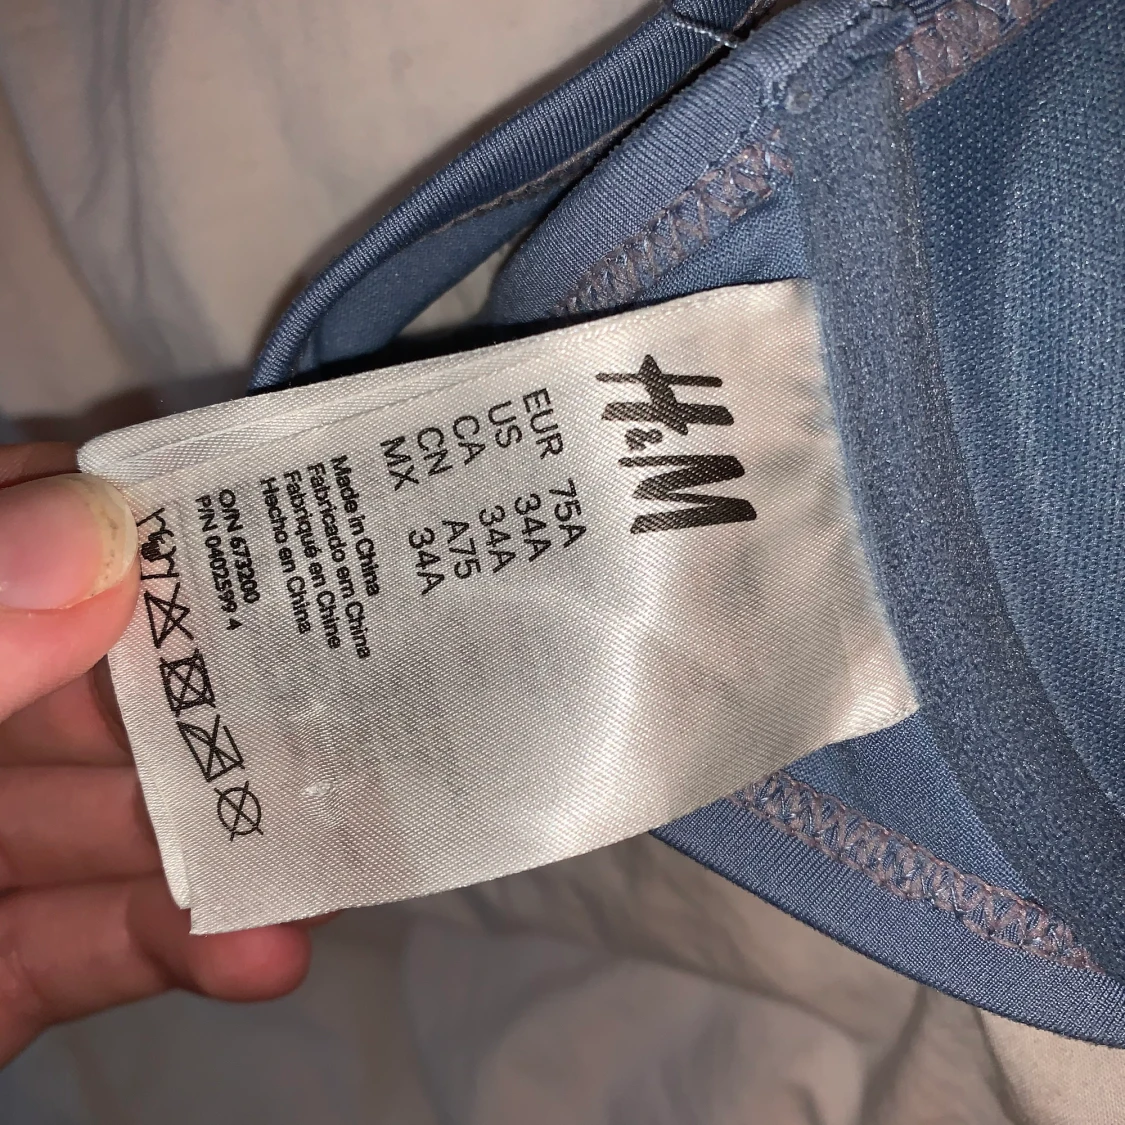 H&M
EUR 75A
US 34A
CA 34A
CN A75
MX 34A
Made in China
Fabricado em China
Fabriqué en Chine
Hecho en China
O/N 673200
P/N 0402599 4